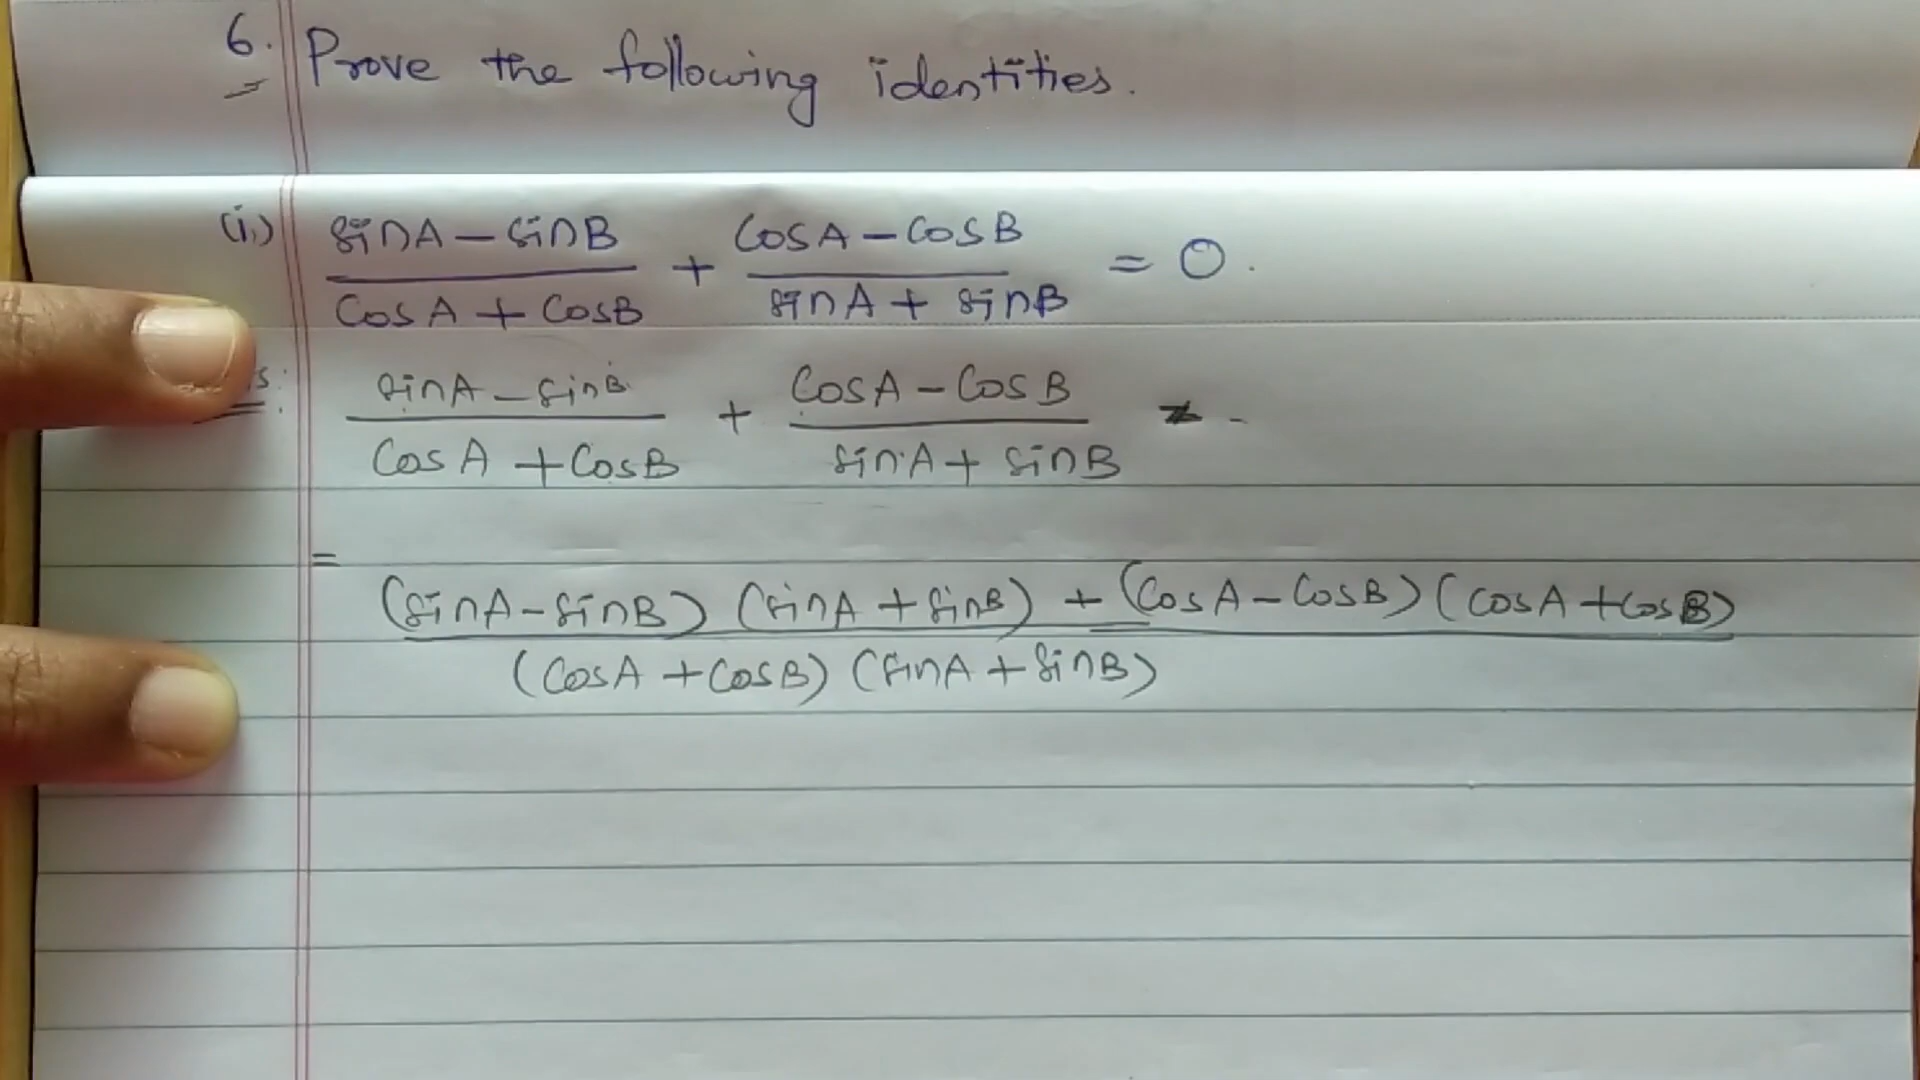 6. Prove the following identities.
(i) sinA - sinB / cosA + cosB + cosA - cosB / sinA + sinB = 0.
s: sinA - sinB / cosA + cosB + cosA - cosB / sinA + sinB
= (sinA - sinB) (sinA + sinB) + (cosA - cosB) (cosA + cosB) / (cosA + cosB) (sinA + sinB)